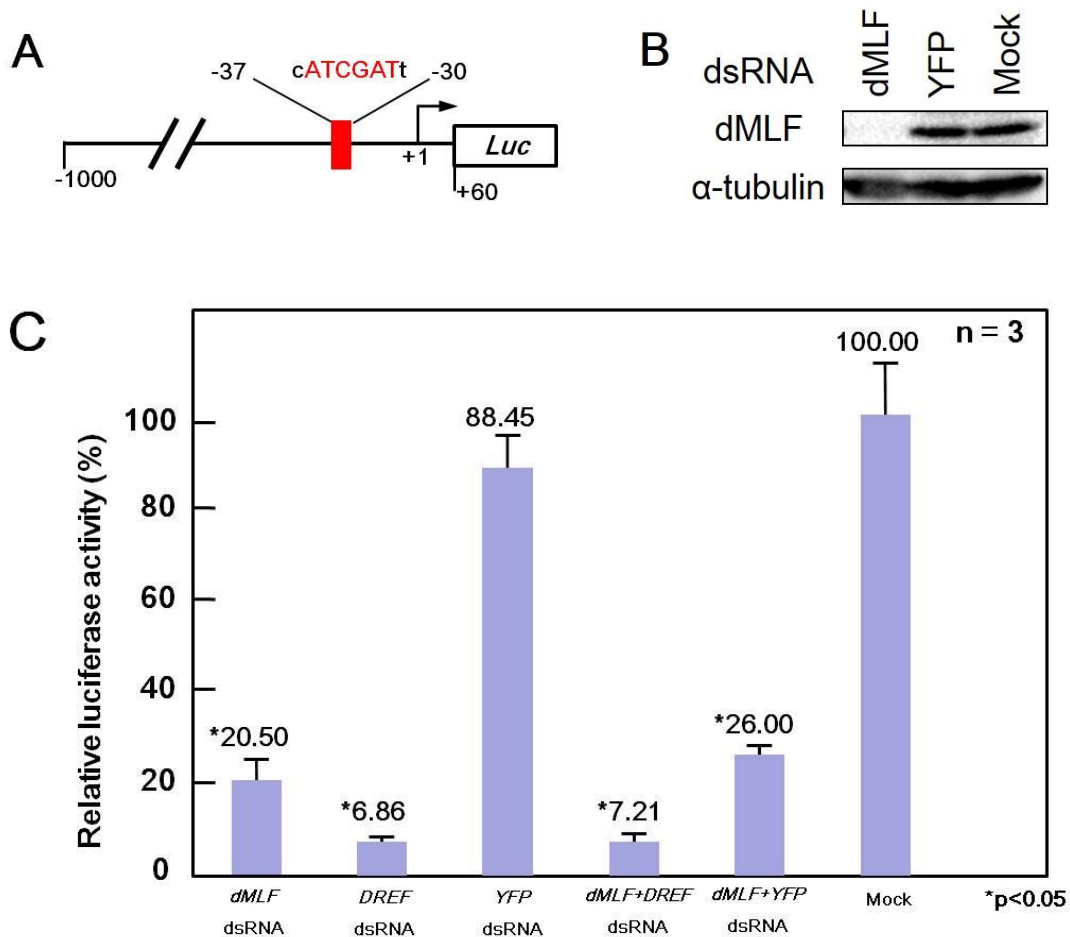 A
-37 cATCGATt -30
+1
Luc
-1000
+60
B
dsRNA dMLF YFP Mock
dMLF
α-tubulin
C
n = 3
Relative luciferase activity (%)
100
80
60
40
20
0
*20.50
*6.86
88.45
*7.21
*26.00
100.00
dMLF dsRNA
DREF dsRNA
YFP dsRNA
dMLF+DREF dsRNA
dMLF+YFP dsRNA
Mock
*p<0.05